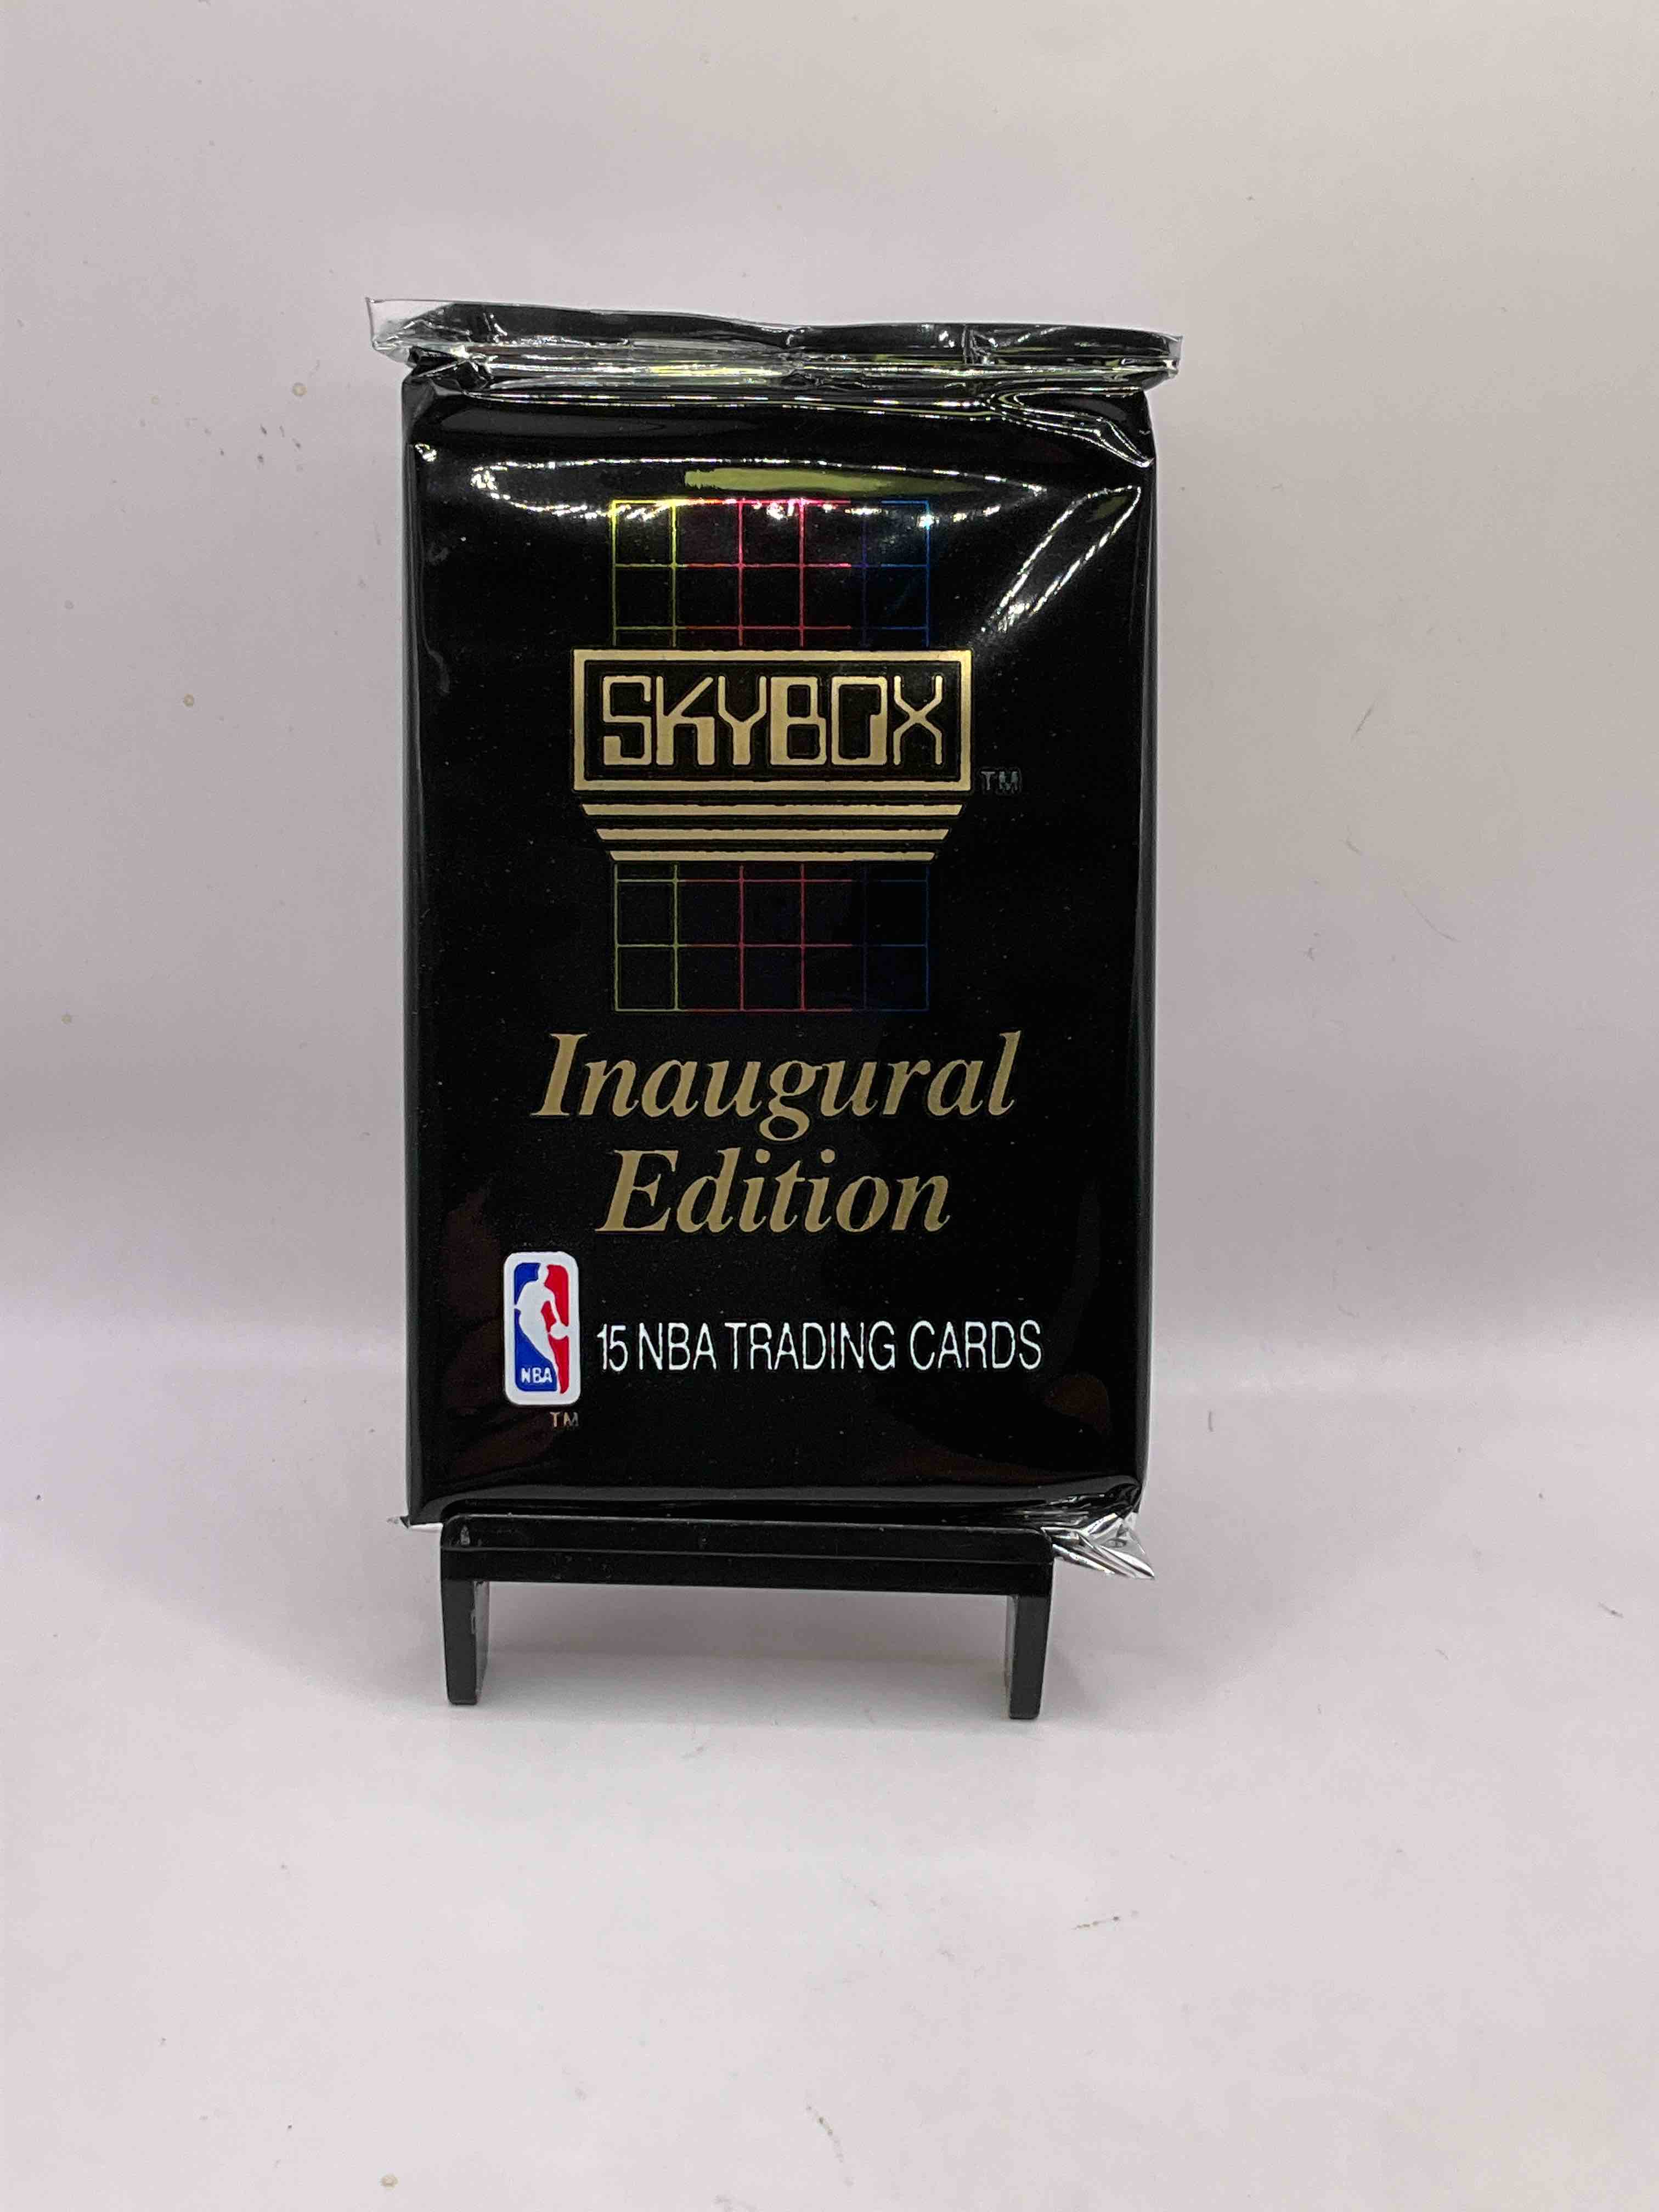 SKYBOX
TM
Inaugural
Edition
NBA
15 NBA TRADING CARDS
TM